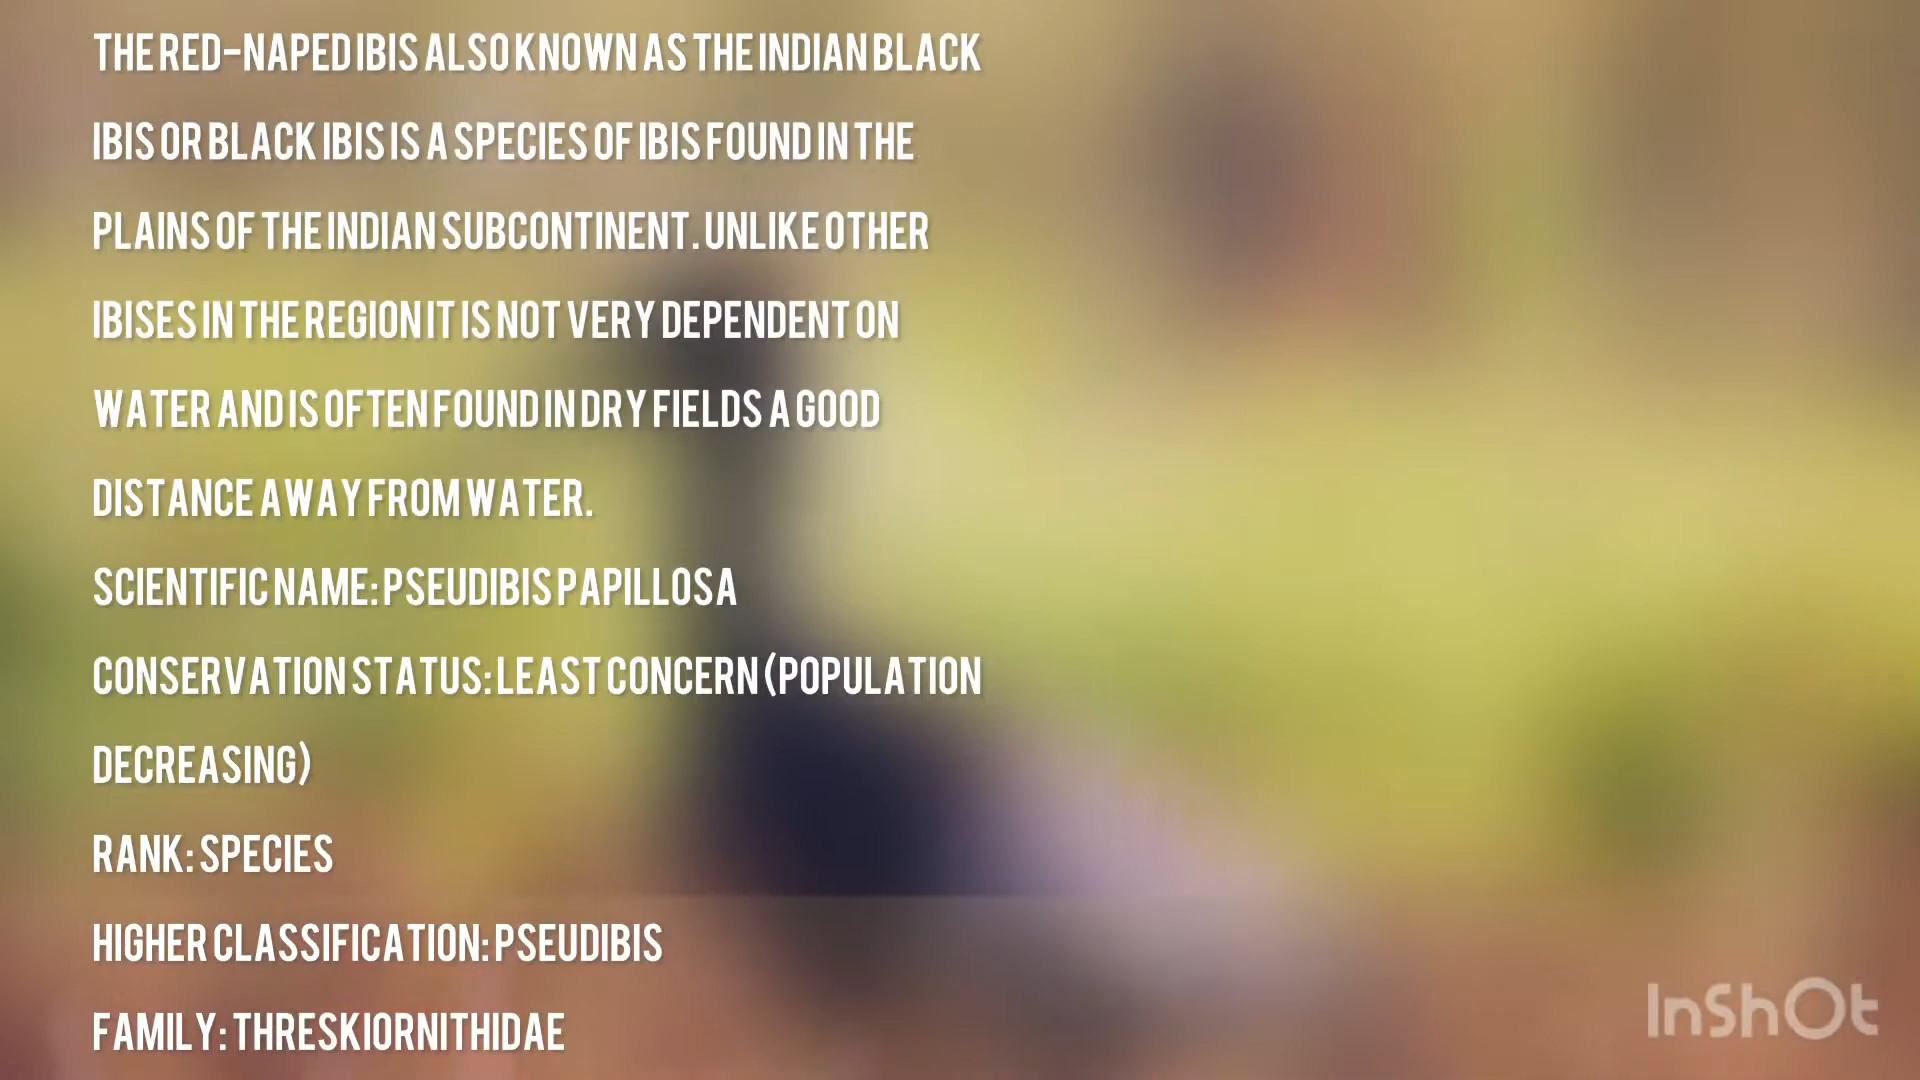 THE RED-NAPED IBIS ALSO KNOWN AS THE INDIAN BLACK
IBIS OR BLACK IBIS IS A SPECIES OF IBIS FOUND IN THE
PLAINS OF THE INDIAN SUBCONTINENT. UNLIKE OTHER
IBISES IN THE REGION IT IS NOT VERY DEPENDENT ON
WATER AND IS OFTEN FOUND IN DRY FIELDS A GOOD
DISTANCE AWAY FROM WATER.
SCIENTIFIC NAME: PSEUDIBIS PAPILLOSA
CONSERVATION STATUS: LEAST CONCERN (POPULATION
DECREASING)
RANK: SPECIES
HIGHER CLASSIFICATION: PSEUDIBIS
FAMILY: THRESKIORNITHIDAE
InShOt